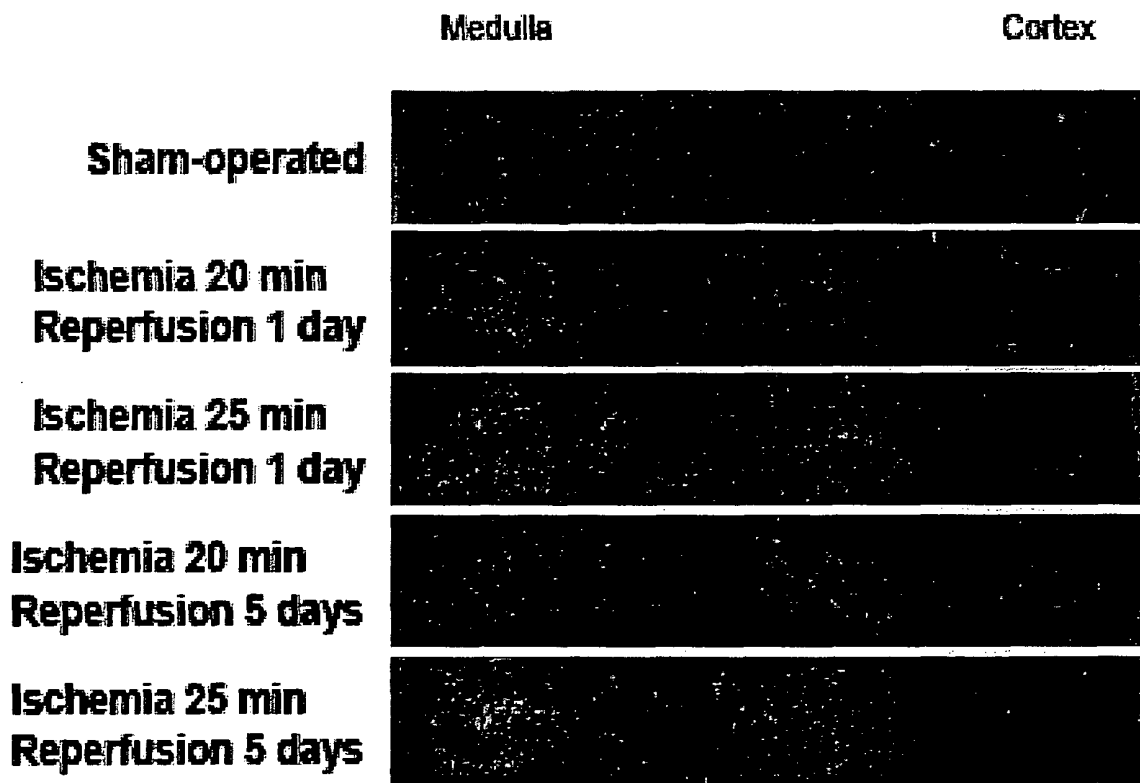 Medulla Cortex
Sham-operated
Ischemia 20 min
Reperfusion 1 day
Ischemia 25 min
Reperfusion 1 day
Ischemia 20 min
Reperfusion 5 days
Ischemia 25 min
Reperfusion 5 days